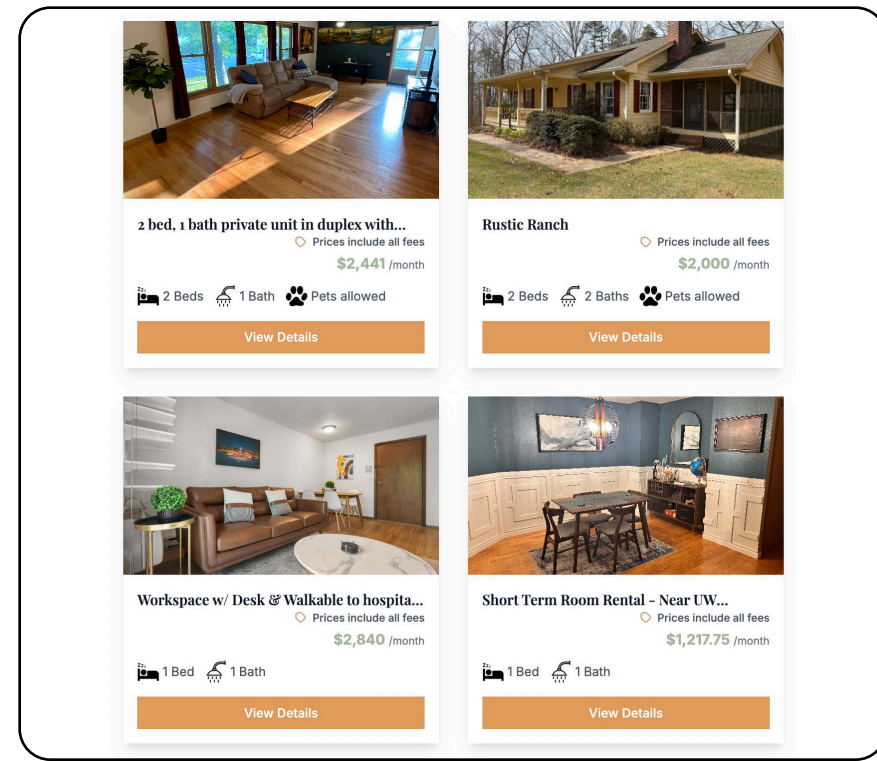 2 bed, 1 bath private unit in duplex with...
Prices include all fees
$2,441 /month
2 Beds 1 Bath Pets allowed
View Details
Rustic Ranch
Prices include all fees
$2,000 /month
2 Beds 2 Baths Pets allowed
View Details
Workspace w/ Desk & Walkable to hospita...
Prices include all fees
$2,840 /month
1 Bed 1 Bath
View Details
Short Term Room Rental - Near UW...
Prices include all fees
$1,217.75 /month
1 Bed 1 Bath
View Details